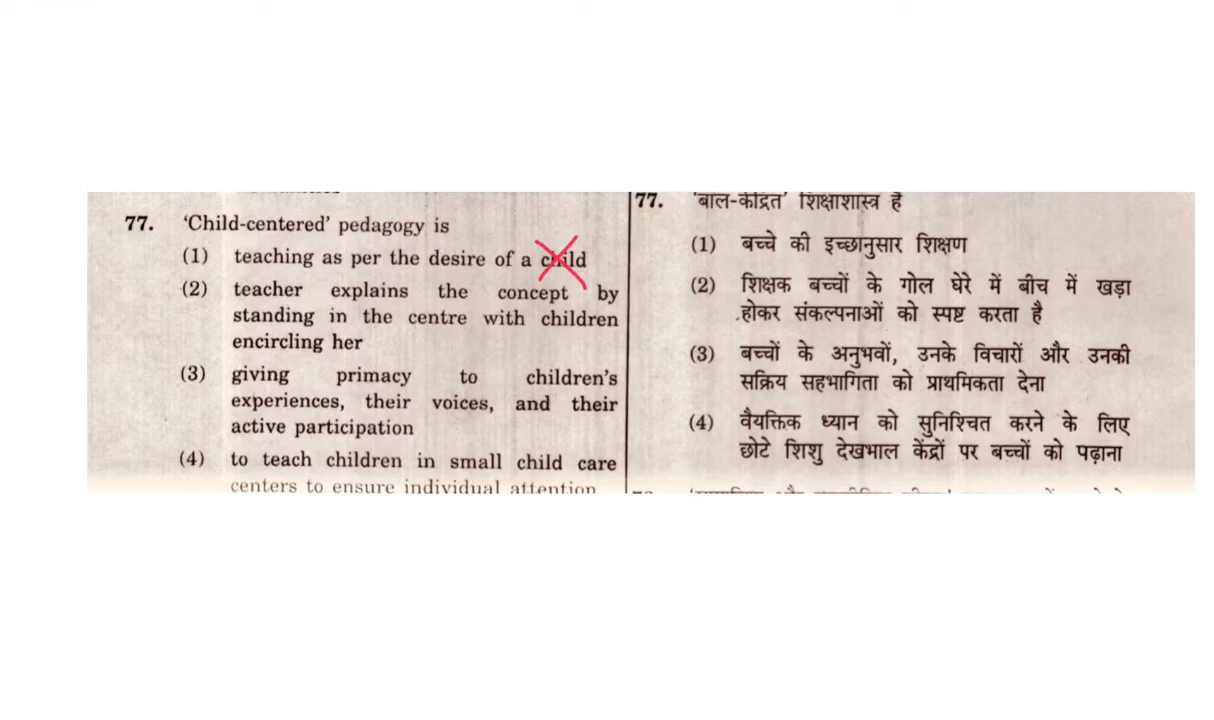 77. 'Child-centered' pedagogy is
(1) teaching as per the desire of a child
(2) teacher explains the concept by
standing in the centre with children
encircling her
(3) giving primacy to children's
experiences, their voices, and their
active participation
(4) to teach children in small child care
centers to ensure individual attention
77. 'बाल-केंद्रित' शिक्षाशास्त्र है
(1) बच्चे की इच्छानुसार शिक्षण
(2) शिक्षक बच्चों के गोल घेरे में बीच में खड़ा
होकर संकल्पनाओं को स्पष्ट करता है
(3) बच्चों के अनुभवों, उनके विचारों और उनकी
सक्रिय सहभागिता को प्राथमिकता देना
(4) वैयक्तिक ध्यान को सुनिश्चित करने के लिए
छोटे शिशु देखभाल केंद्रों पर बच्चों को पढ़ाना